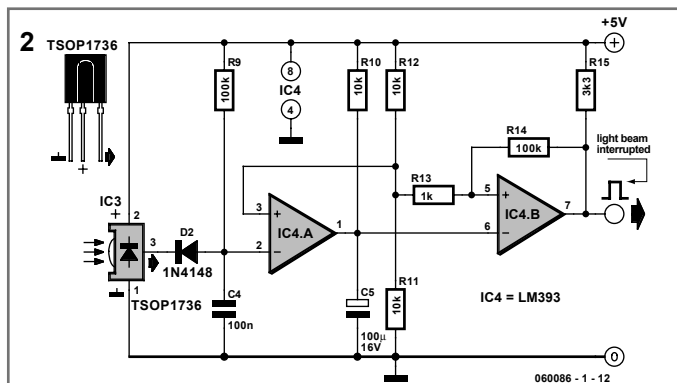 2
TSOP1736
+5V
R9
100k
8
IC4
4
R10
10k
R12
10k
R15
3k3
R14
100k
light beam
interrupted
R13
1k
IC3
2
3
1
D2
1N4148
TSOP1736
3
2
1
IC4.A
5
6
7
IC4.B
C4
100n
C5
100µ
16V
R11
10k
IC4 = LM393
0
060086 - 1 - 12